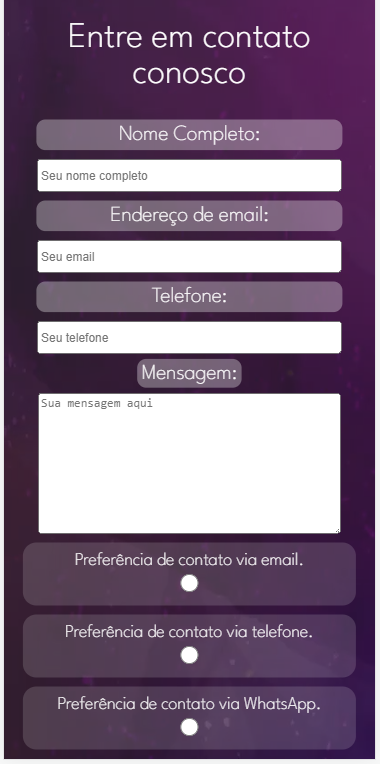 Entre em contato
conosco
Nome Completo:
Seu nome completo
Endereço de email:
Seu email
Telefone:
Seu telefone
Mensagem:
Sua mensagem aqui
Preferência de contato via email.
Preferência de contato via telefone.
Preferência de contato via WhatsApp.